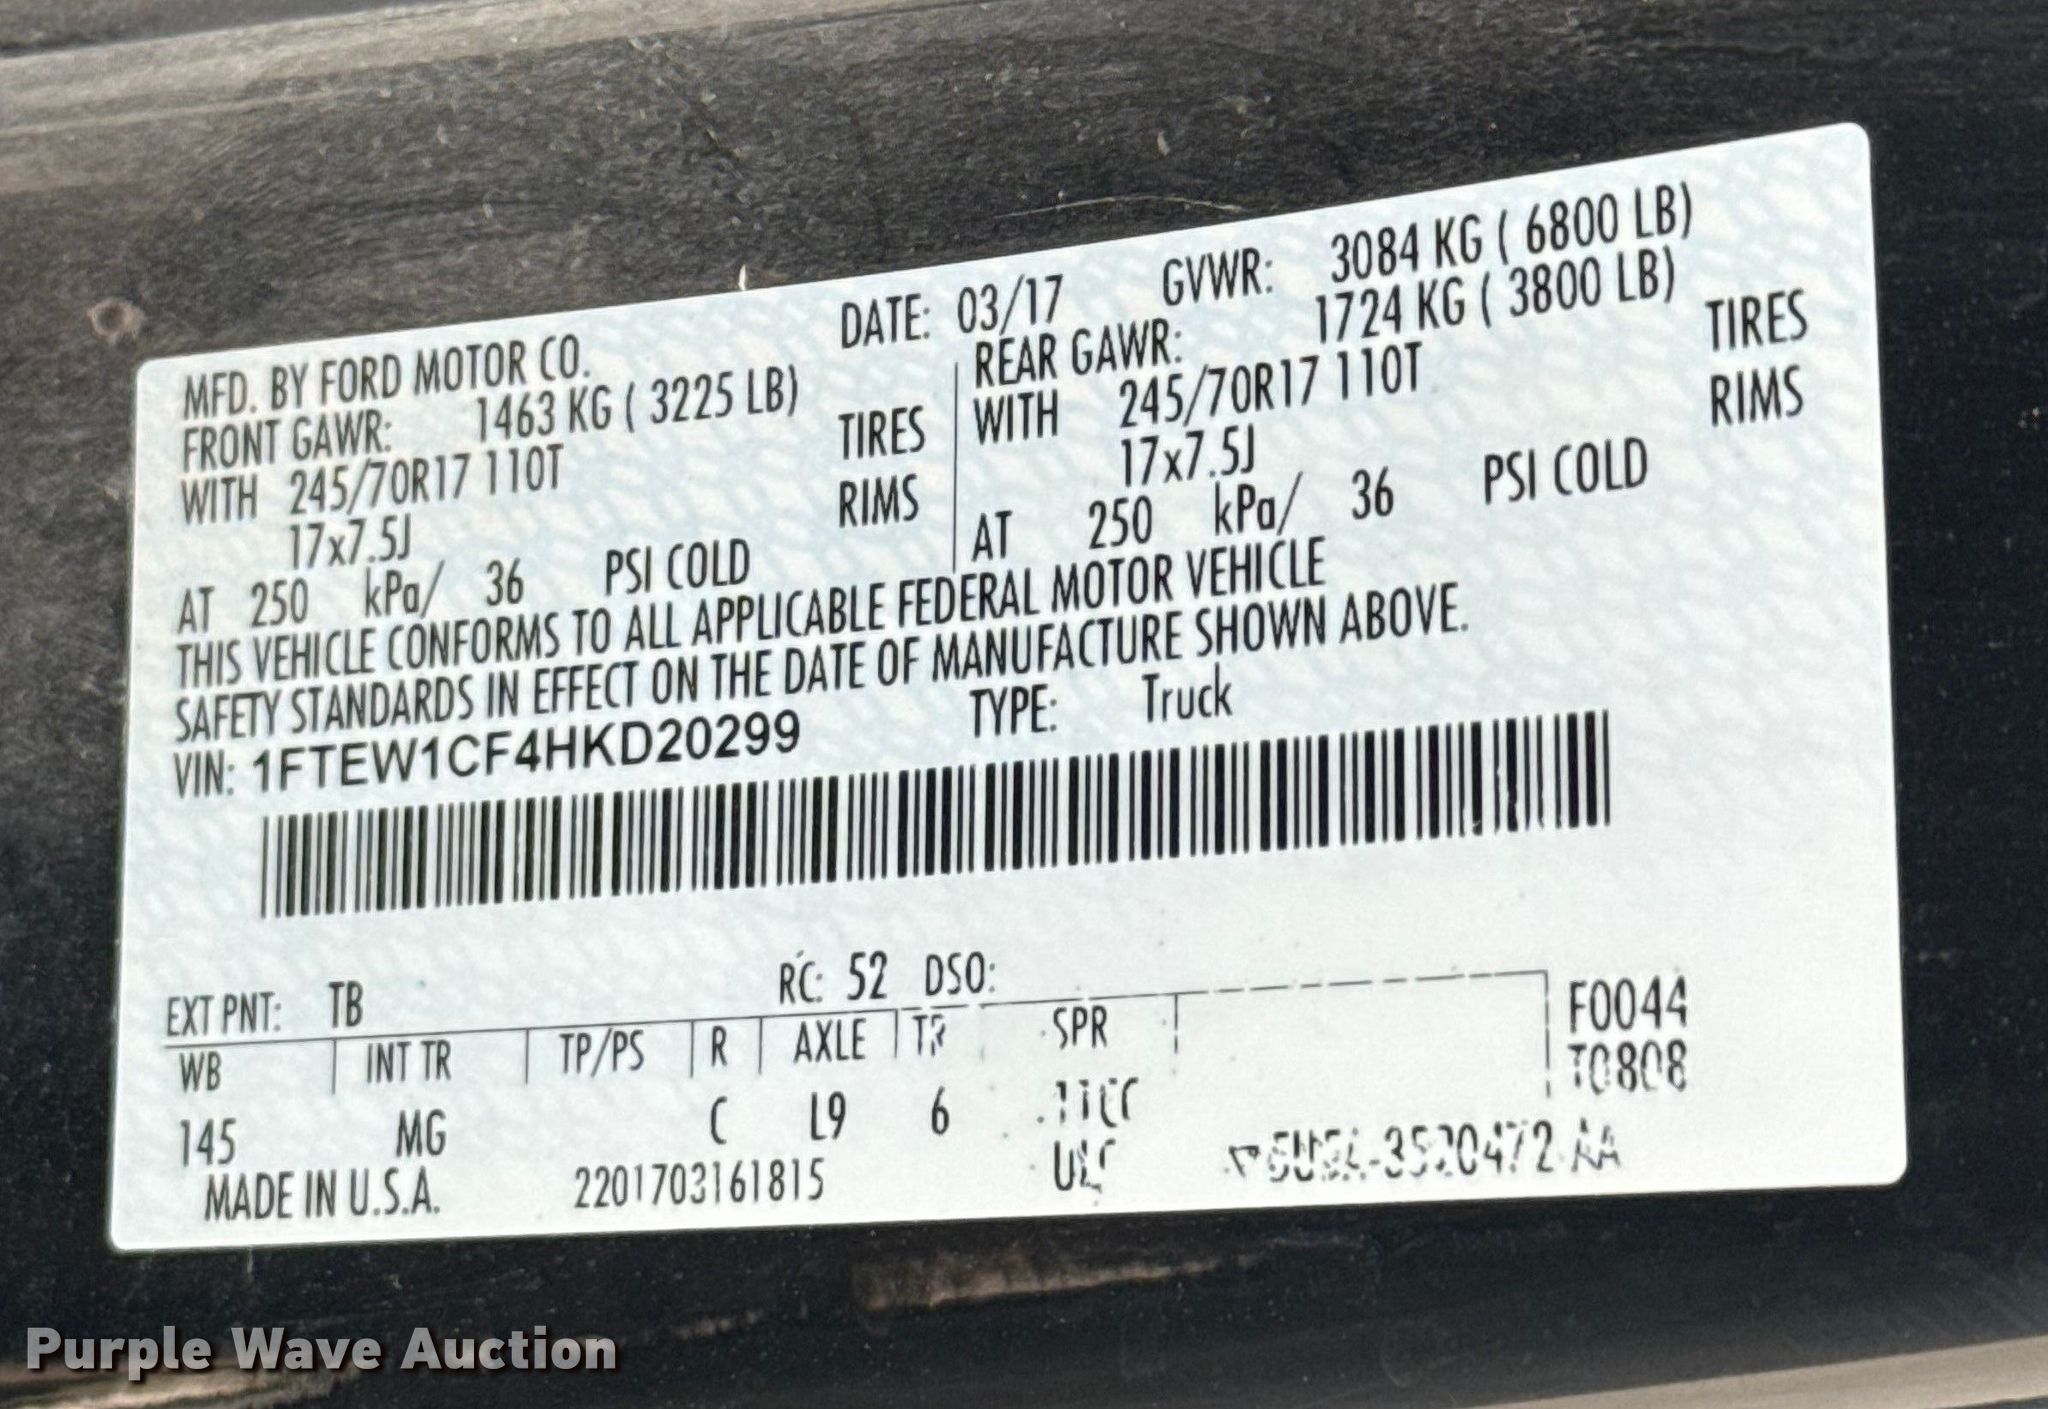 MFD. BY FORD MOTOR CO. DATE: 03/17 GVWR: 3084 KG ( 6800 LB)
FRONT GAWR: 1463 KG ( 3225 LB) REAR GAWR: 1724 KG ( 3800 LB)
WITH 245/70R17 110T TIRES WITH 245/70R17 110T TIRES
17x7.5J RIMS 17x7.5J RIMS
AT 250 kPa/ 36 PSI COLD AT 250 kPa/ 36 PSI COLD
THIS VEHICLE CONFORMS TO ALL APPLICABLE FEDERAL MOTOR VEHICLE
SAFETY STANDARDS IN EFFECT ON THE DATE OF MANUFACTURE SHOWN ABOVE.
VIN: 1FTEW1CF4HKD20299 TYPE: Truck
EXT PNT: TB RC: 52 DSO:
WB INT TR TP/PS R AXLE TR SPR F0044
T0808
145 MG C L9 6
MADE IN U.S.A. 2201703161815
Purple Wave Auction